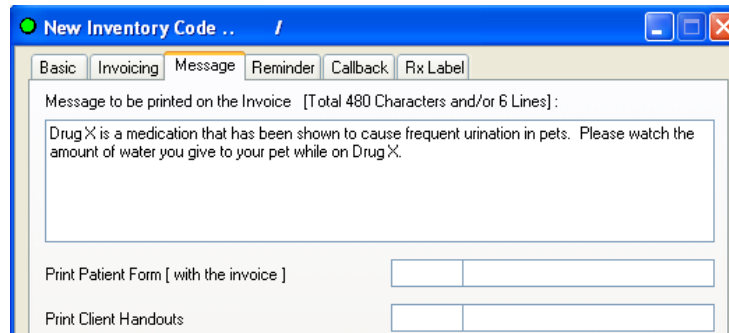 New Inventory Code .. /
Basic Invoicing Message Reminder Callback Rx Label
Message to be printed on the Invoice [Total 480 Characters and/or 6 Lines] :
Drug X is a medication that has been shown to cause frequent urination in pets. Please watch the
amount of water you give to your pet while on Drug X.
Print Patient Form [ with the invoice ]
Print Client Handouts